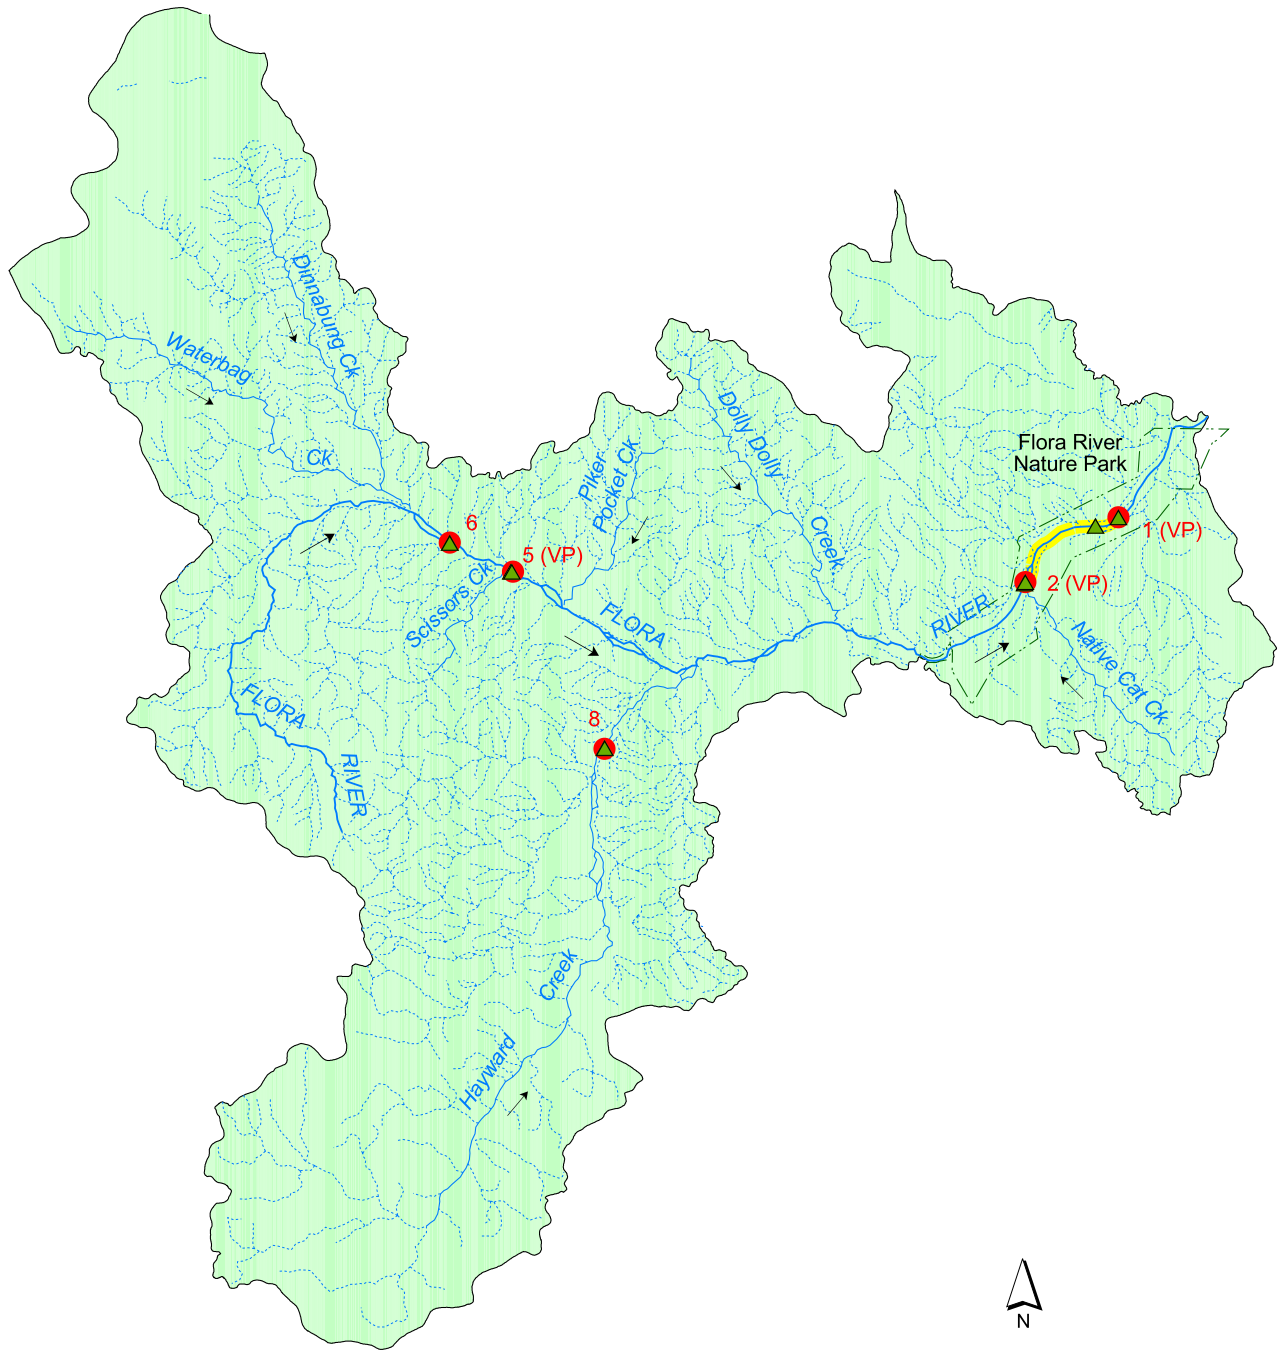 Dinnabung Ck
Waterbag
Ck
Piker
Pocket Ck
Dolly Dolly
Creek
Flora River
Nature Park
6
5 (VP)
1 (VP)
2 (VP)
Scissors Ck
FLORA
RIVER
Native Cat Ck
FLORA
RIVER
8
Creek
Hayward
N